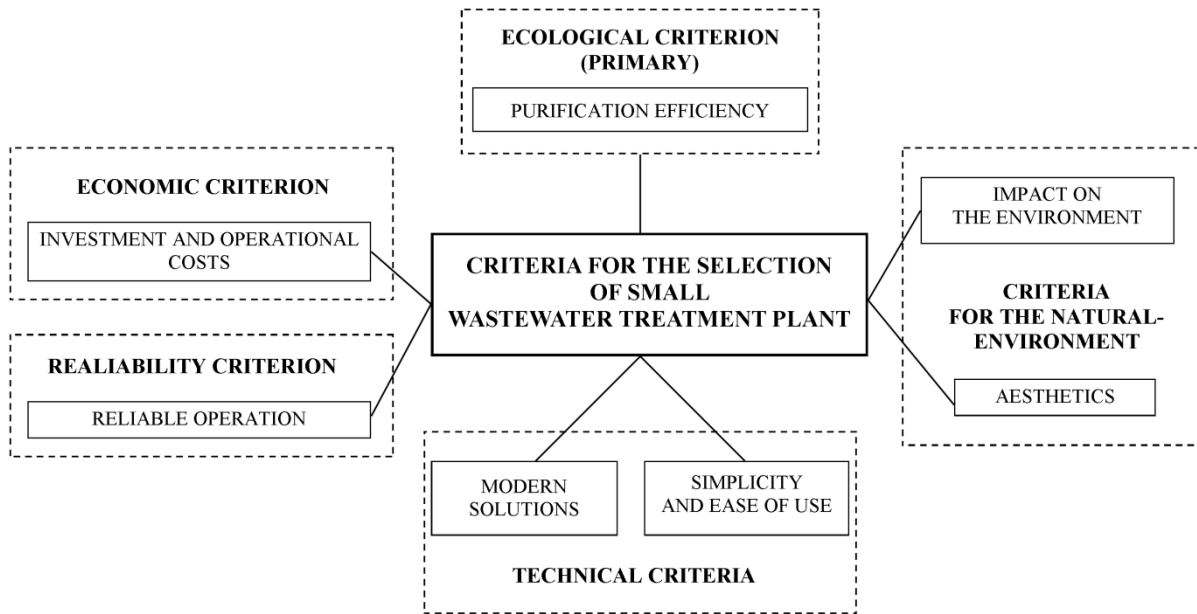 ECOLOGICAL CRITERION
(PRIMARY)
PURIFICATION EFFICIENCY
ECONOMIC CRITERION
INVESTMENT AND OPERATIONAL
COSTS
REALIABILITY CRITERION
RELIABLE OPERATION
CRITERIA FOR THE SELECTION
OF SMALL
WASTEWATER TREATMENT PLANT
IMPACT ON
THE ENVIRONMENT
CRITERIA
FOR THE NATURAL-
ENVIRONMENT
AESTHETICS
MODERN
SOLUTIONS
SIMPLICITY
AND EASE OF USE
TECHNICAL CRITERIA